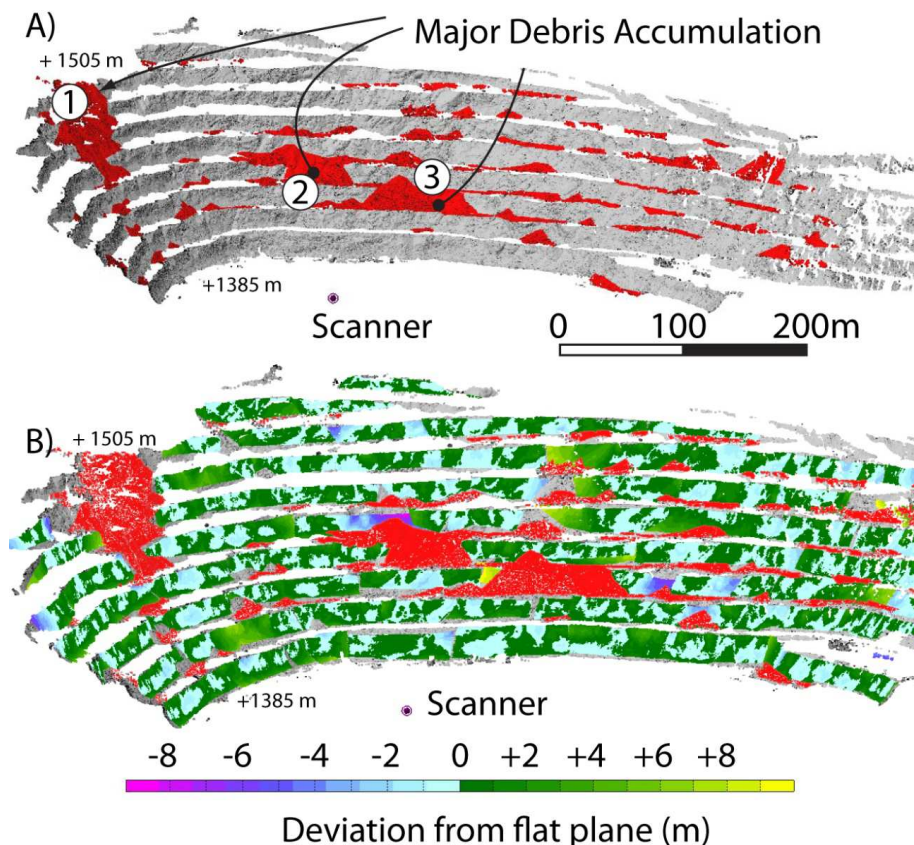 A)
Major Debris Accumulation
+ 1505 m
1
2
3
+1385 m
Scanner
0 100 200m
B)
+ 1505 m
+1385 m
Scanner
-8 -6 -4 -2 0 +2 +4 +6 +8
Deviation from flat plane (m)